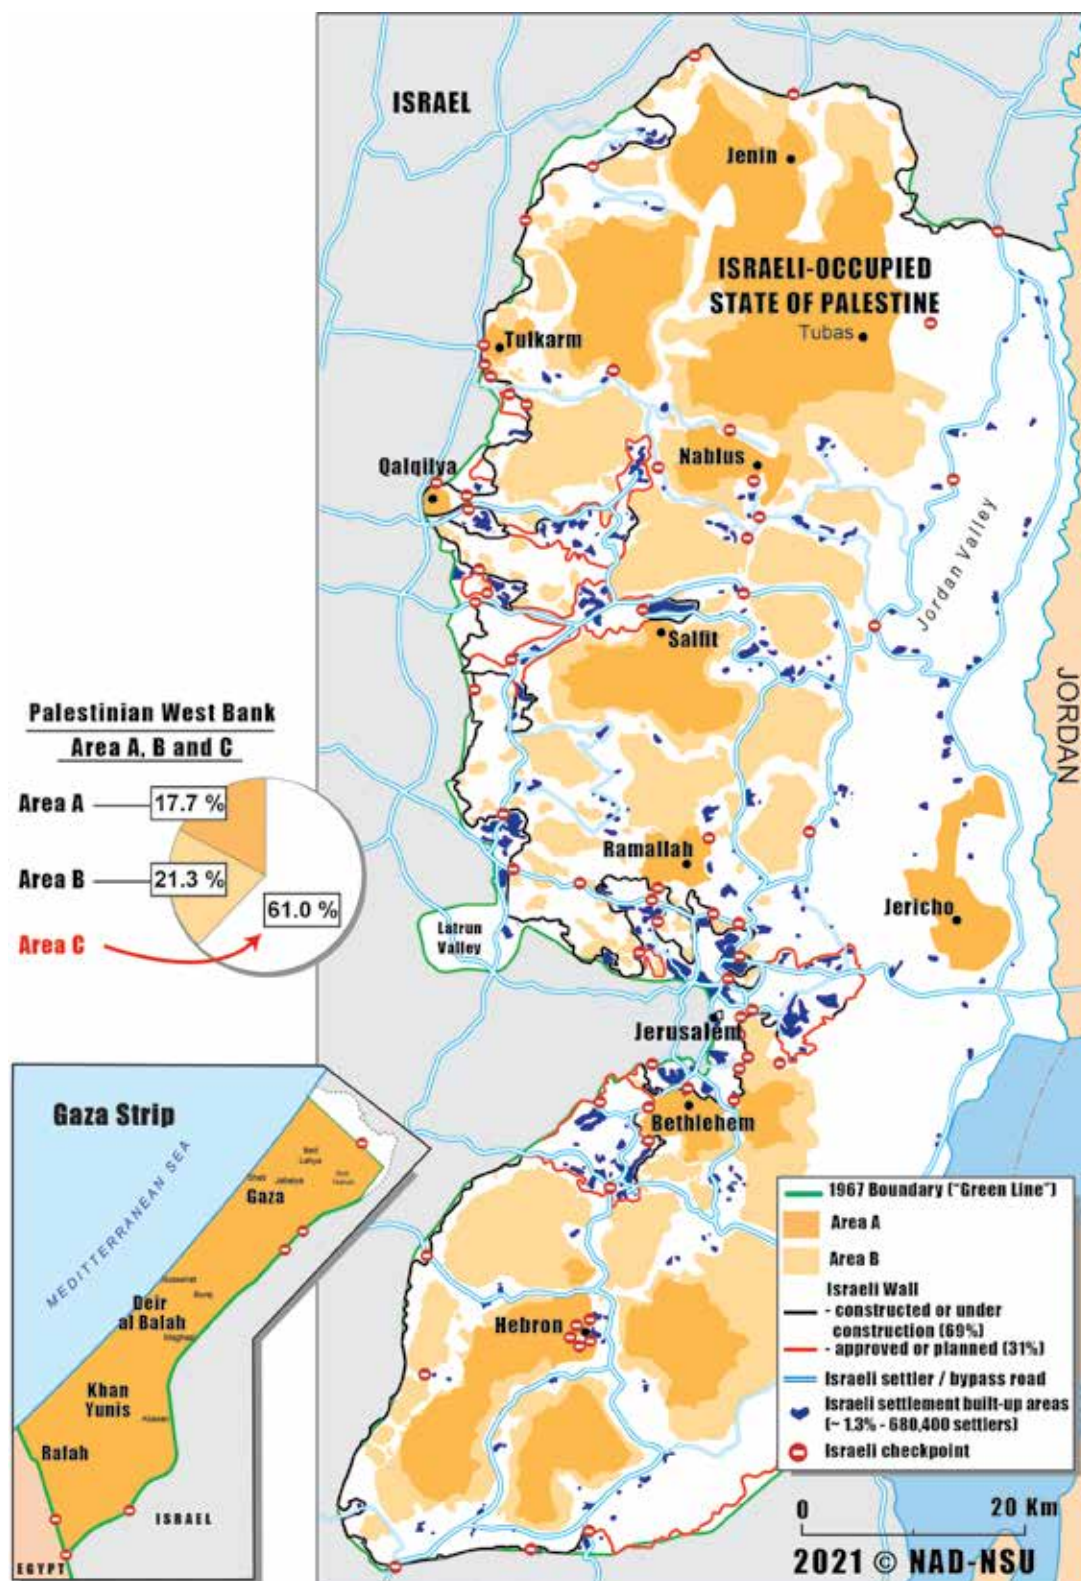 ISRAEL
Jenin
ISRAELI-OCCUPIED
STATE OF PALESTINE
Tubas
Tulkarm
Nablus
Qalqilya
Jordan Valley
Salfit
JORDAN
Palestinian West Bank
Area A, B and C
Area A
17.7 %
Area B
21.3 %
61.0 %
Area C
Ramallah
Jericho
Latrun
Valley
Jerusalem
Bethlehem
Hebron
Gaza Strip
MEDITERRANEAN SEA
Beit
Lahya
Jabalya
Gaza
Deir
al Balah
Khan
Yunis
Rafah
ISRAEL
EGYPT
1967 Boundary ("Green Line")
Area A
Area B
Israeli Wall
- constructed or under
construction (69%)
- approved or planned (31%)
Israeli settler / bypass road
Israeli settlement built-up areas
(~ 1.3% - 680,400 settlers)
Israeli checkpoint
0 20 Km
2021 © NAD-NSU